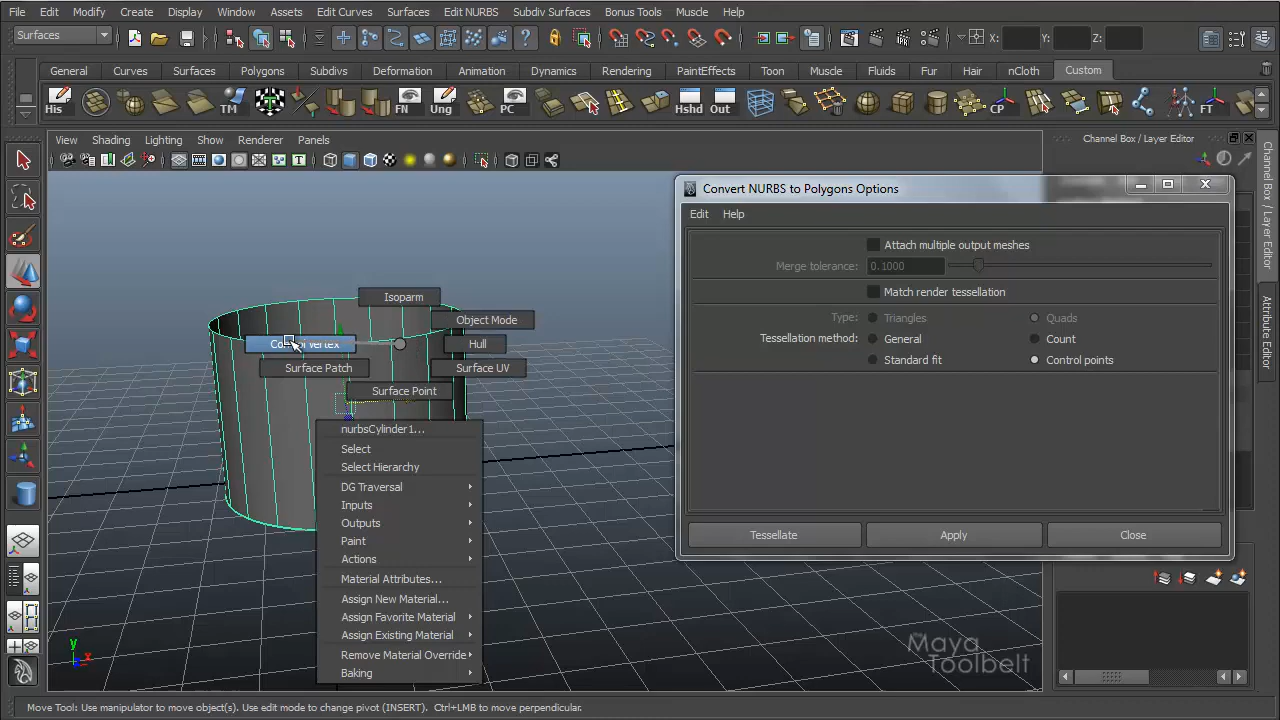 File Edit Modify Create Display Window Assets Edit Curves Surfaces Edit NURBS Subdiv Surfaces Bonus Tools Muscle Help
Surfaces X: Y: Z:
General Curves Surfaces Polygons Subdivs Deformation Animation Dynamics Rendering PaintEffects Toon Muscle Fluids Fur Hair nCloth Custom
His TM FN Ung PC Hshd Out CP FT
View Shading Lighting Show Renderer Panels
Channel Box / Layer Editor
Channel Box / Layer Editor
Attribute Editor
Convert NURBS to Polygons Options
Edit Help
Attach multiple output meshes
Merge tolerance: 0.1000
Match render tessellation
Type: Triangles Quads
Tessellation method: General Count
Standard fit Control points
Tessellate Apply Close
Isoparm
Object Mode
Control Vertex Hull
Surface Patch Surface UV
Surface Point
nurbsCylinder1...
Select
Select Hierarchy
DG Traversal
Inputs
Outputs
Paint
Actions
Material Attributes...
Assign New Material...
Assign Favorite Material
Assign Existing Material
Remove Material Override
Baking
y
z x
Maya
Toolbelt
Move Tool: Use manipulator to move object(s). Use edit mode to change pivot (INSERT). Ctrl+LMB to move perpendicular.